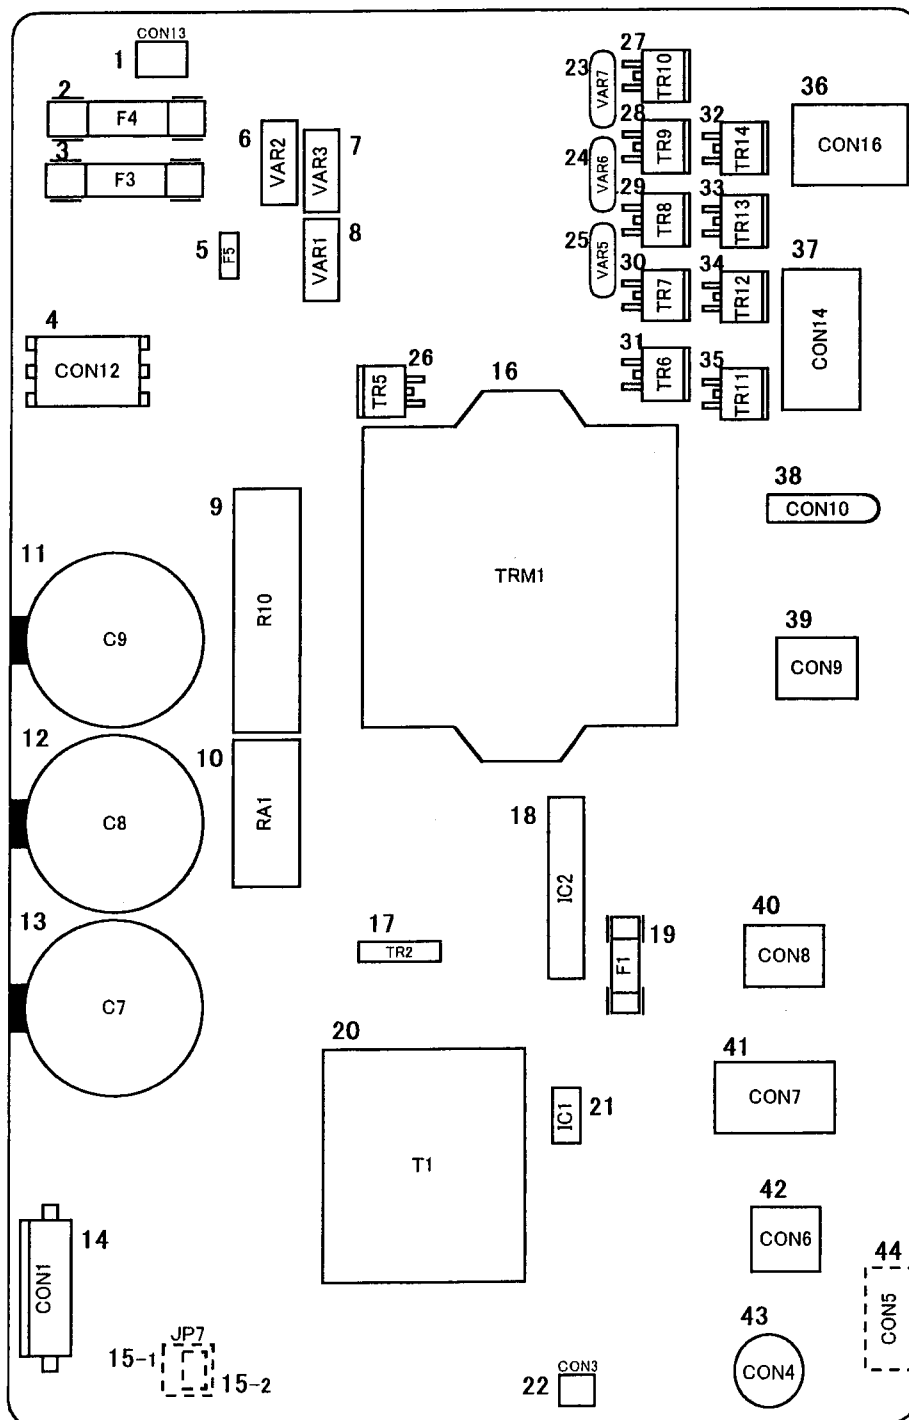 CON13
1
2
F4
3
F3
6
VAR2
7
VAR3
5
F5
8
VAR1
4
CON12
23
VAR7
24
VAR6
25
VAR5
27
TR10
28
TR9
29
TR8
30
TR7
31
TR6
32
TR14
33
TR13
34
TR12
35
TR11
36
CON16
37
CON14
26
TR5
16
TRM1
38
CON10
9
R10
11
C9
39
CON9
12
C8
10
RA1
18
IC2
13
C7
17
TR2
19
F1
40
CON8
20
T1
21
IC1
41
CON7
42
CON6
14
CON1
44
CON5
JP7
15-1
15-2
CON3
22
43
CON4